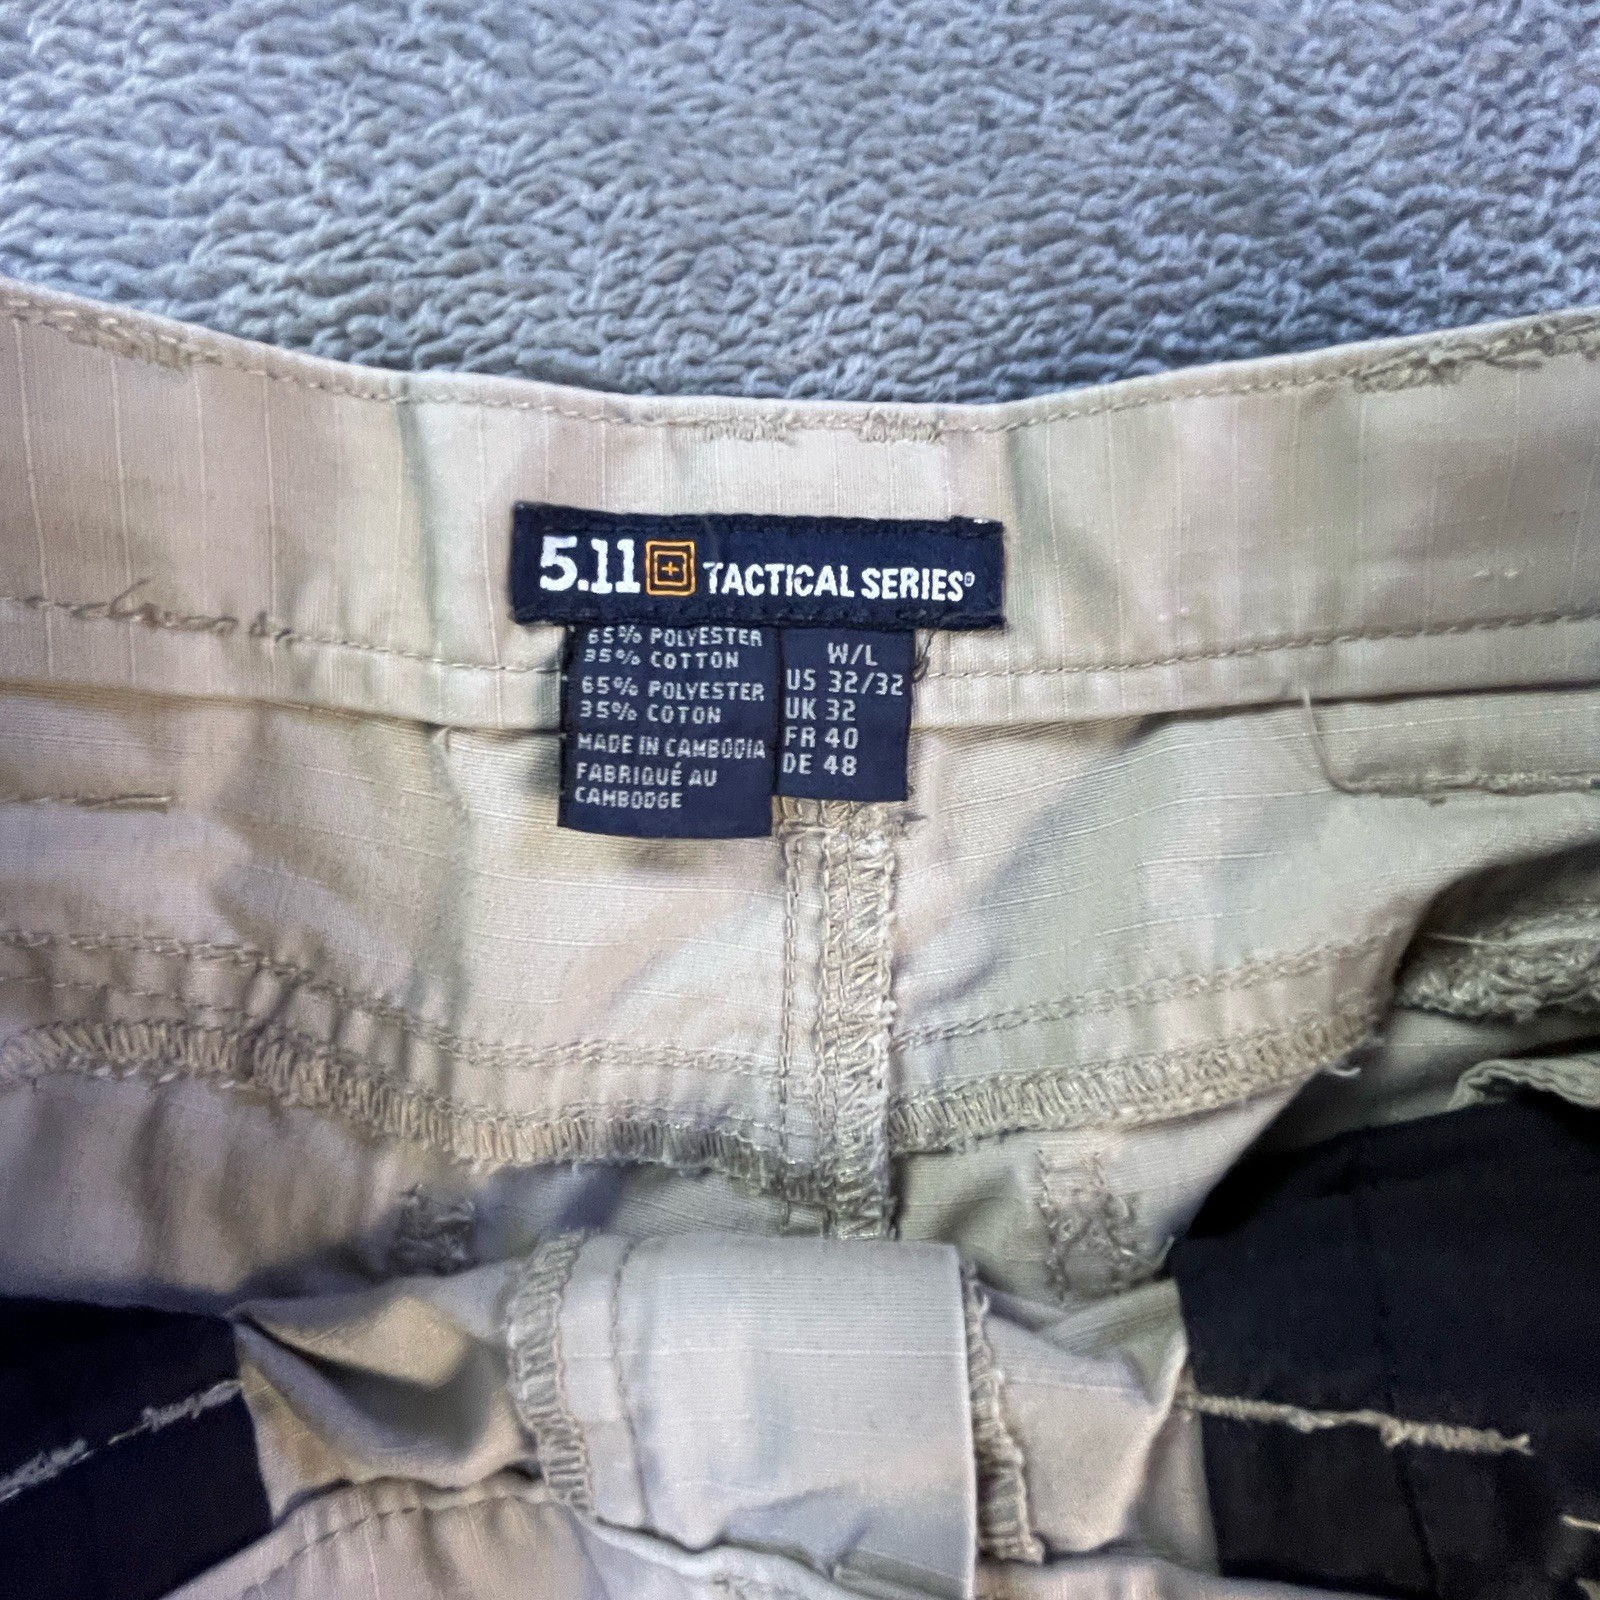 5.11 TACTICAL SERIES®
65% POLYESTER
35% COTTON
65% POLYESTER
35% COTON
MADE IN CAMBODIA
FABRIQUÉ AU
CAMBODGE
W/L
US 32/32
UK 32
FR 40
DE 48